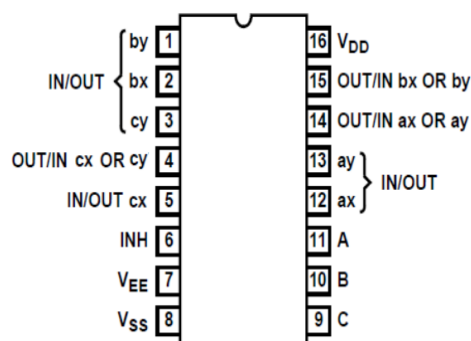 by 1 16 VDD
IN/OUT bx 2 15 OUT/IN bx OR by
cy 3 14 OUT/IN ax OR ay
OUT/IN cx OR cy 4 13 ay IN/OUT
IN/OUT cx 5 12 ax
INH 6 11 A
VEE 7 10 B
VSS 8 9 C